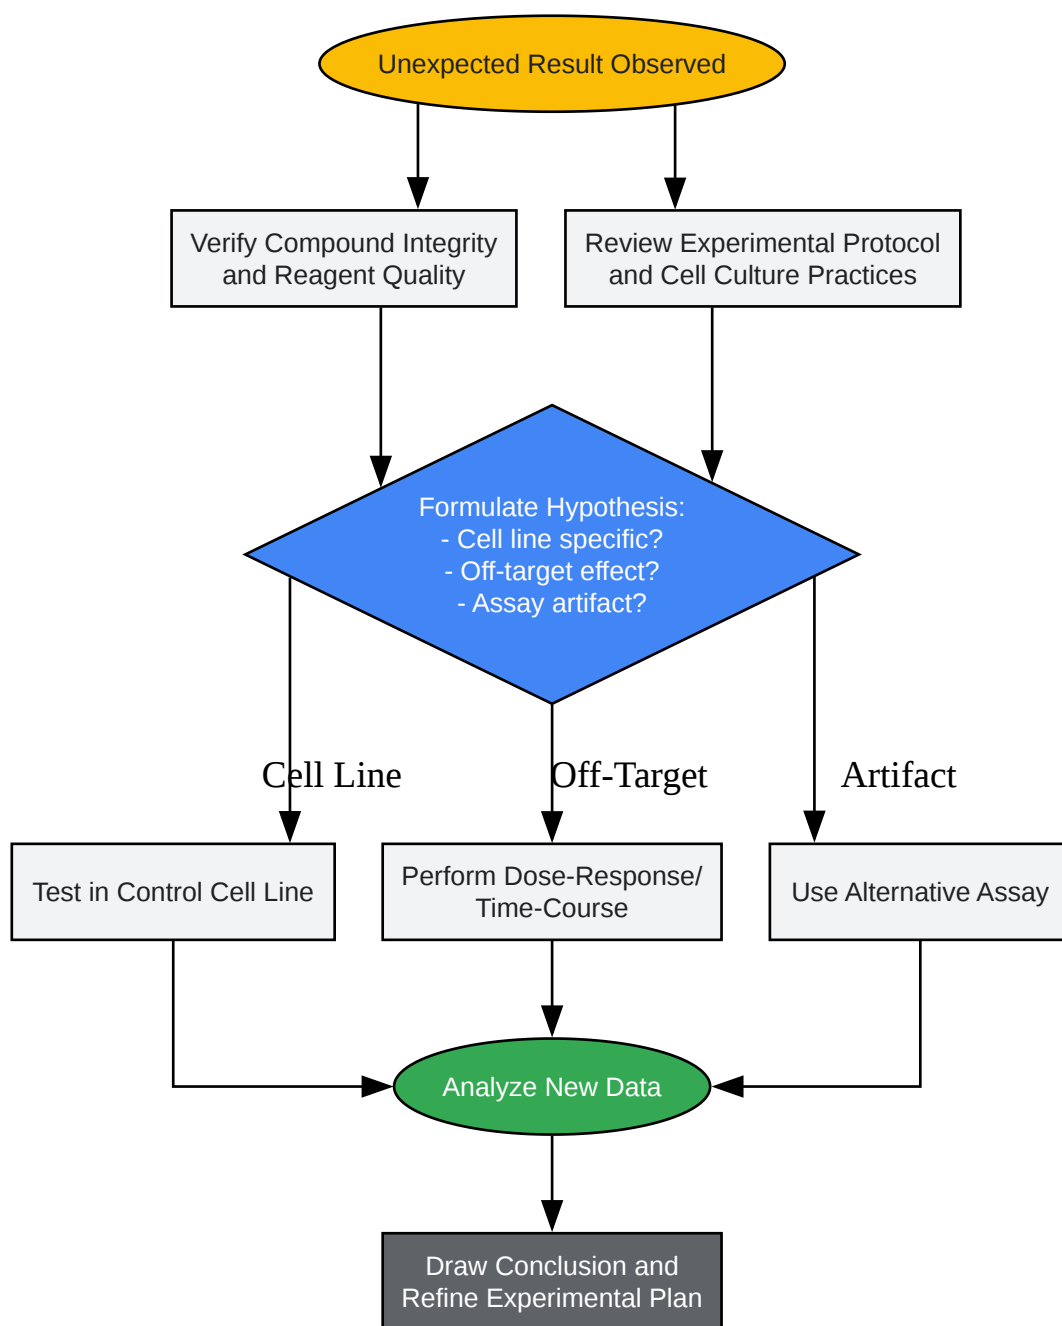 Unexpected Result Observed
Verify Compound Integrity
and Reagent Quality
Review Experimental Protocol
and Cell Culture Practices
Formulate Hypothesis:
- Cell line specific?
- Off-target effect?
- Assay artifact?
Cell Line
Off-Target
Artifact
Test in Control Cell Line
Perform Dose-Response/
Time-Course
Use Alternative Assay
Analyze New Data
Draw Conclusion and
Refine Experimental Plan